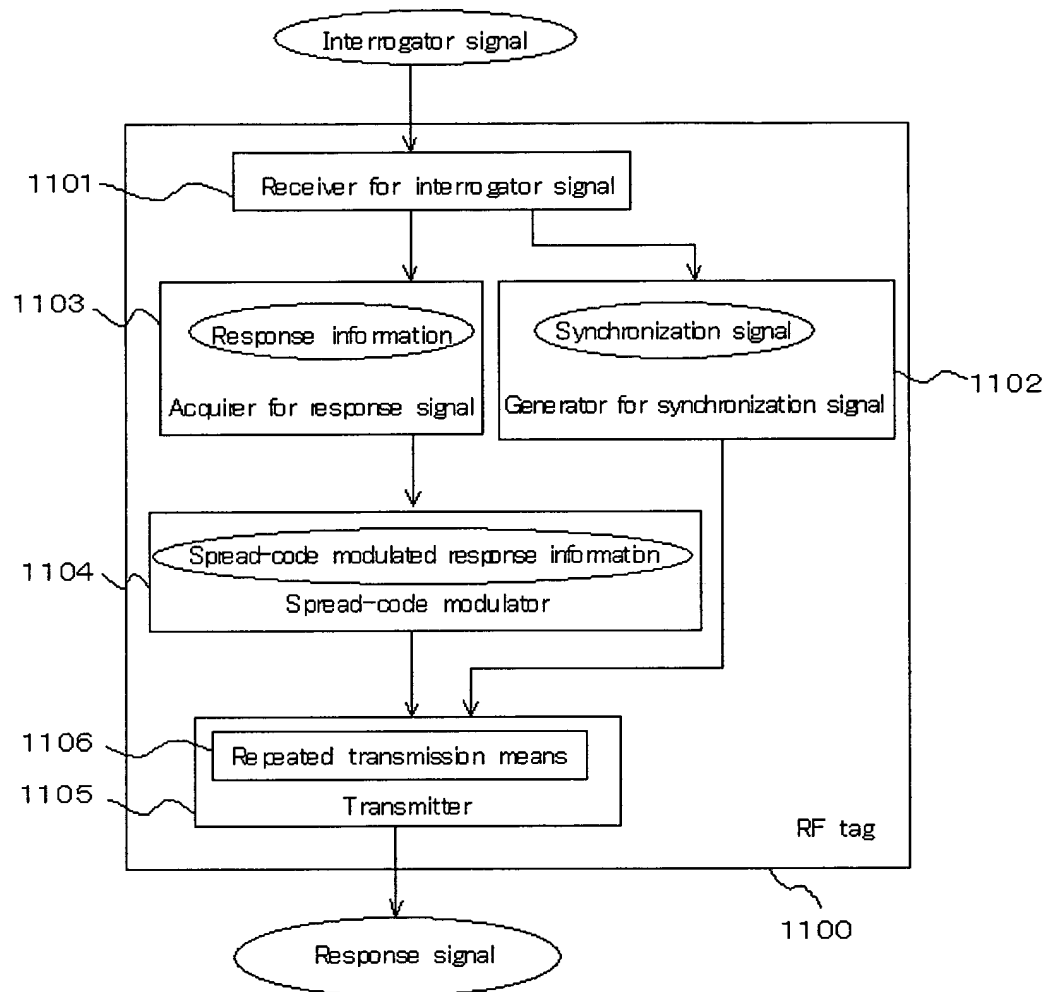 Interrogator signal
1101
Receiver for interrogator signal
1103
Response information
Synchronization signal
1102
Acquirer for response signal
Generator for synchronization signal
Spread-code modulated response information
1104
Spread-code modulator
1106
Repeated transmission means
1105
Transmitter
RF tag
1100
Response signal